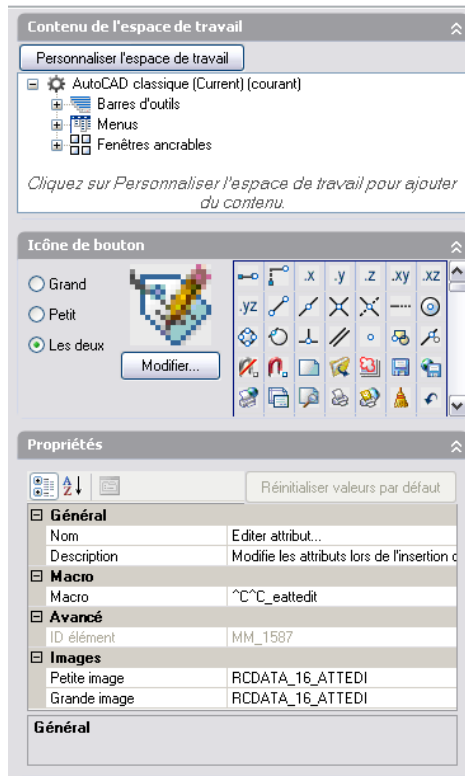 Contenu de l'espace de travail
Personnaliser l'espace de travail
AutoCAD classique (Current) (courant)
Barres d'outils
Menus
Fenêtres ancrables
Cliquez sur Personnaliser l'espace de travail pour ajouter
du contenu.
Icône de bouton
Grand
Petit
Les deux
Modifier...
.x .y .z .xy .xz
.yz
Propriétés
Réinitialiser valeurs par défaut
Général
Nom Editer attribut...
Description Modifie les attributs lors de l'insertion d
Macro
Macro ^C^C_eattedit
Avancé
ID élément MM_1587
Images
Petite image RCDATA_16_ATTEDI
Grande image RCDATA_16_ATTEDI
Général